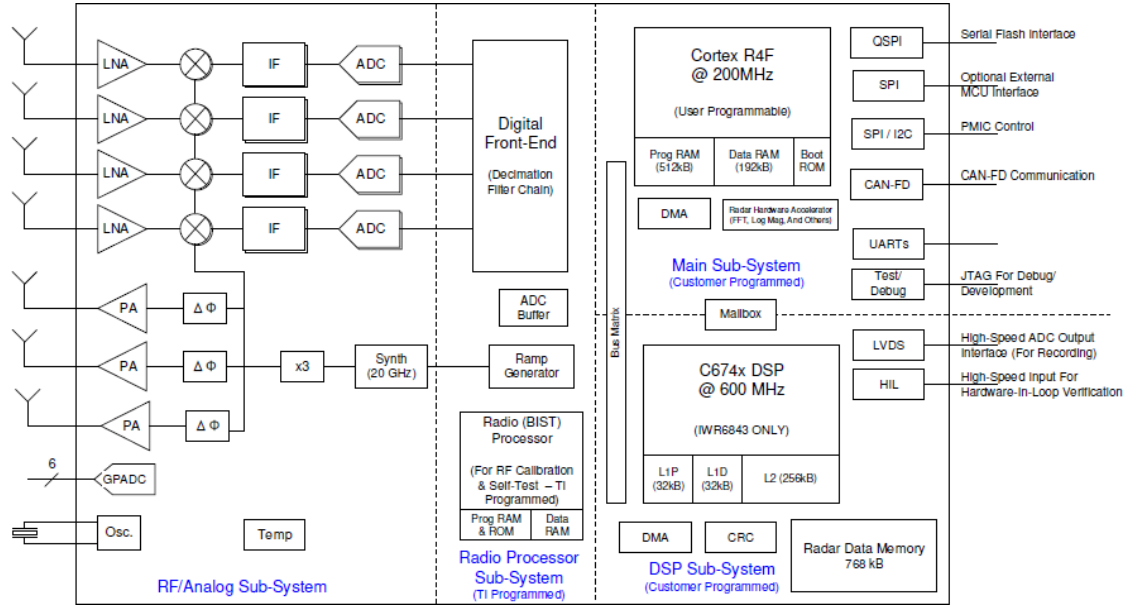 LNA
IF
ADC
LNA
IF
ADC
LNA
IF
ADC
LNA
IF
ADC
PA
Δ Φ
PA
Δ Φ
x3
Synth
(20 GHz)
PA
Δ Φ
6
GPADC
Osc.
Temp
RF/Analog Sub-System
Digital
Front-End
(Decimation
Filter Chain)
ADC
Buffer
Ramp
Generator
Radio (BIST)
Processor
(For RF Calibration
& Self-Test – TI
Programmed)
Prog RAM
& ROM
Data
RAM
Radio Processor
Sub-System
(TI Programmed)
Bus Matrix
Cortex R4F
@ 200MHz
(User Programmable)
Prog RAM
(512kB)
Data RAM
(192kB)
Boot
ROM
DMA
Radar Hardware Accelerator
(FFT, Log Mag, And Others)
Main Sub-System
(Customer Programmed)
Mailbox
C674x DSP
@ 600 MHz
(IWR6843 ONLY)
L1P
(32kB)
L1D
(32kB)
L2 (256kB)
DMA
CRC
DSP Sub-System
(Customer Programmed)
Radar Data Memory
768 kB
QSPI
Serial Flash Interface
SPI
Optional External
MCU Interface
SPI / I2C
PMIC Control
CAN-FD
CAN-FD Communication
UARTs
Test/
Debug
JTAG For Debug/
Development
LVDS
High-Speed ADC Output
Interface (For Recording)
HIL
High-Speed Input For
Hardware-In-Loop Verification